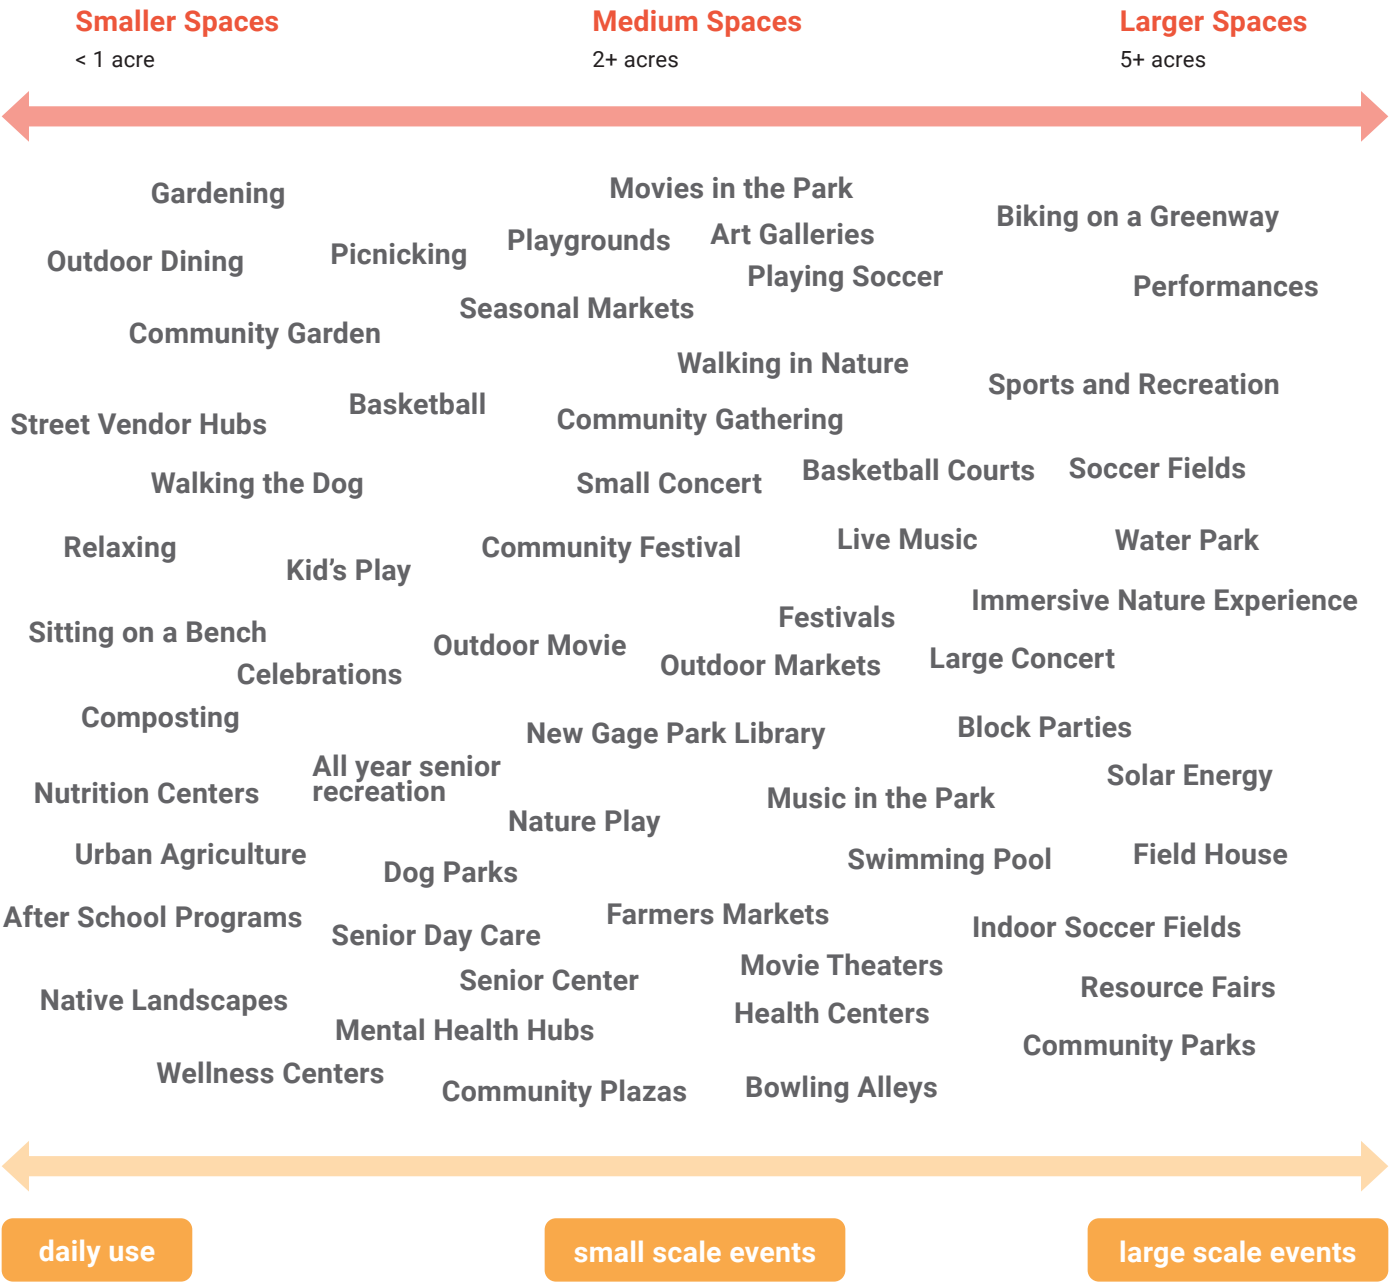 Smaller Spaces
< 1 acre
Medium Spaces
2+ acres
Larger Spaces
5+ acres
Gardening
Movies in the Park
Biking on a Greenway
Outdoor Dining
Picnicking
Playgrounds
Art Galleries
Playing Soccer
Performances
Seasonal Markets
Community Garden
Walking in Nature
Sports and Recreation
Street Vendor Hubs
Basketball
Community Gathering
Walking the Dog
Small Concert
Basketball Courts
Soccer Fields
Relaxing
Kid's Play
Community Festival
Live Music
Water Park
Immersive Nature Experience
Sitting on a Bench
Festivals
Outdoor Movie
Celebrations
Outdoor Markets
Large Concert
Composting
New Gage Park Library
Block Parties
All year senior
recreation
Nutrition Centers
Solar Energy
Music in the Park
Nature Play
Urban Agriculture
Dog Parks
Swimming Pool
Field House
After School Programs
Senior Day Care
Farmers Markets
Indoor Soccer Fields
Senior Center
Movie Theaters
Resource Fairs
Native Landscapes
Mental Health Hubs
Health Centers
Community Parks
Wellness Centers
Community Plazas
Bowling Alleys
daily use
small scale events
large scale events